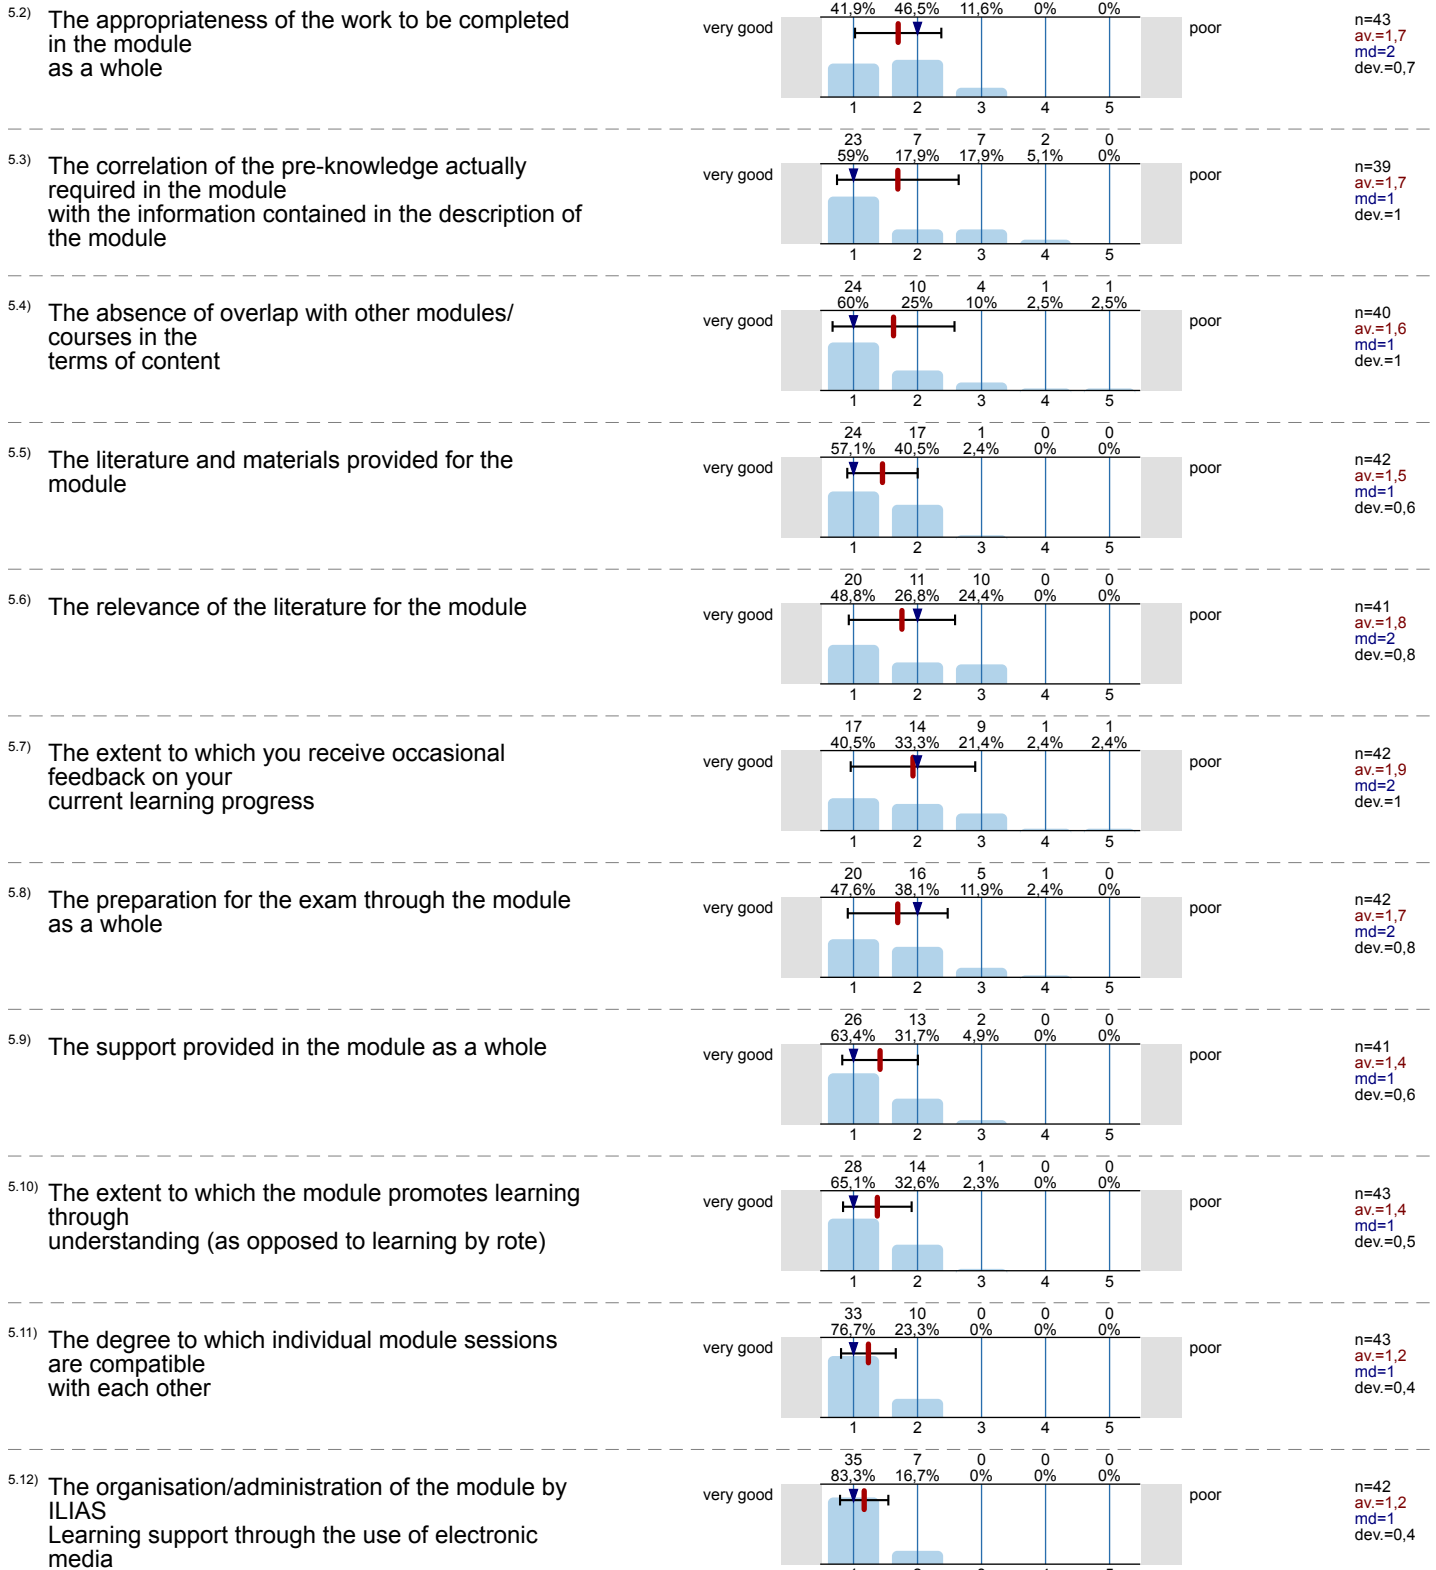 5.2) The appropriateness of the work to be completed
in the module
as a whole
41,9% 46,5% 11,6% 0% 0%
very good poor
1 2 3 4 5
n=43
av.=1,7
md=2
dev.=0,7
5.3) The correlation of the pre-knowledge actually
required in the module
with the information contained in the description of
the module
23 7 7 2 0
59% 17,9% 17,9% 5,1% 0%
very good poor
1 2 3 4 5
n=39
av.=1,7
md=1
dev.=1
5.4) The absence of overlap with other modules/
courses in the
terms of content
24 10 4 1 1
60% 25% 10% 2,5% 2,5%
very good poor
1 2 3 4 5
n=40
av.=1,6
md=1
dev.=1
5.5) The literature and materials provided for the
module
24 17 1 0 0
57,1% 40,5% 2,4% 0% 0%
very good poor
1 2 3 4 5
n=42
av.=1,5
md=1
dev.=0,6
5.6) The relevance of the literature for the module
20 11 10 0 0
48,8% 26,8% 24,4% 0% 0%
very good poor
1 2 3 4 5
n=41
av.=1,8
md=2
dev.=0,8
5.7) The extent to which you receive occasional
feedback on your
current learning progress
17 14 9 1 1
40,5% 33,3% 21,4% 2,4% 2,4%
very good poor
1 2 3 4 5
n=42
av.=1,9
md=2
dev.=1
5.8) The preparation for the exam through the module
as a whole
20 16 5 1 0
47,6% 38,1% 11,9% 2,4% 0%
very good poor
1 2 3 4 5
n=42
av.=1,7
md=2
dev.=0,8
5.9) The support provided in the module as a whole
26 13 2 0 0
63,4% 31,7% 4,9% 0% 0%
very good poor
1 2 3 4 5
n=41
av.=1,4
md=1
dev.=0,6
5.10) The extent to which the module promotes learning
through
understanding (as opposed to learning by rote)
28 14 1 0 0
65,1% 32,6% 2,3% 0% 0%
very good poor
1 2 3 4 5
n=43
av.=1,4
md=1
dev.=0,5
5.11) The degree to which individual module sessions
are compatible
with each other
33 10 0 0 0
76,7% 23,3% 0% 0% 0%
very good poor
1 2 3 4 5
n=43
av.=1,2
md=1
dev.=0,4
5.12) The organisation/administration of the module by
ILIAS
Learning support through the use of electronic
media
35 7 0 0 0
83,3% 16,7% 0% 0% 0%
very good poor
n=42
av.=1,2
md=1
dev.=0,4